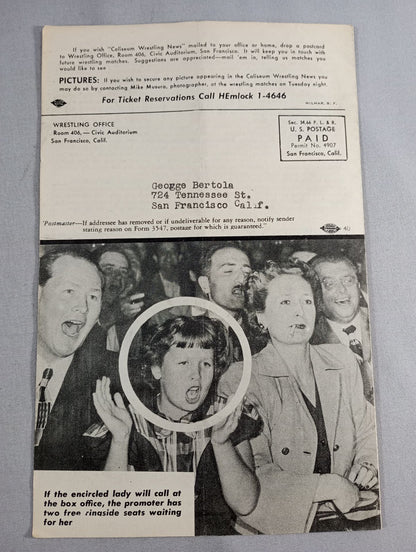 If you wish "Coliseum Wrestling News" mailed to your office or home, drop a postcard
to Wrestling Office, Room 406, Civic Auditorium, San Francisco. It will keep you in touch with
future wrestling matches. Suggestions are appreciated—mail 'em in, telling us matches you
would like to see
PICTURES: If you wish to secure any picture appearing in the Coliseum Wrestling News you
may do so by contacting Mike Musura, photographer, at the wrestling matches on Tuesday night.
For Ticket Reservations Call HEmlock 1-4646
WILMAR, S. F.
WRESTLING OFFICE
Room 406,—Civic Auditorium
San Francisco, Calif.
Sec. 34.66 P. L. & R.
U. S. POSTAGE
PAID
Permit No. 4907
San Francisco, Calif.
George Bertola
724 Tennessee St.
San Francisco Calif.
'Postmaster—If addressee has removed or if undeliverable for any reason, notify sender
stating reason on Form 3547, postage for which is guaranteed."
40
If the encircled lady will call at
the box office, the promoter has
two free ringside seats waiting
for her